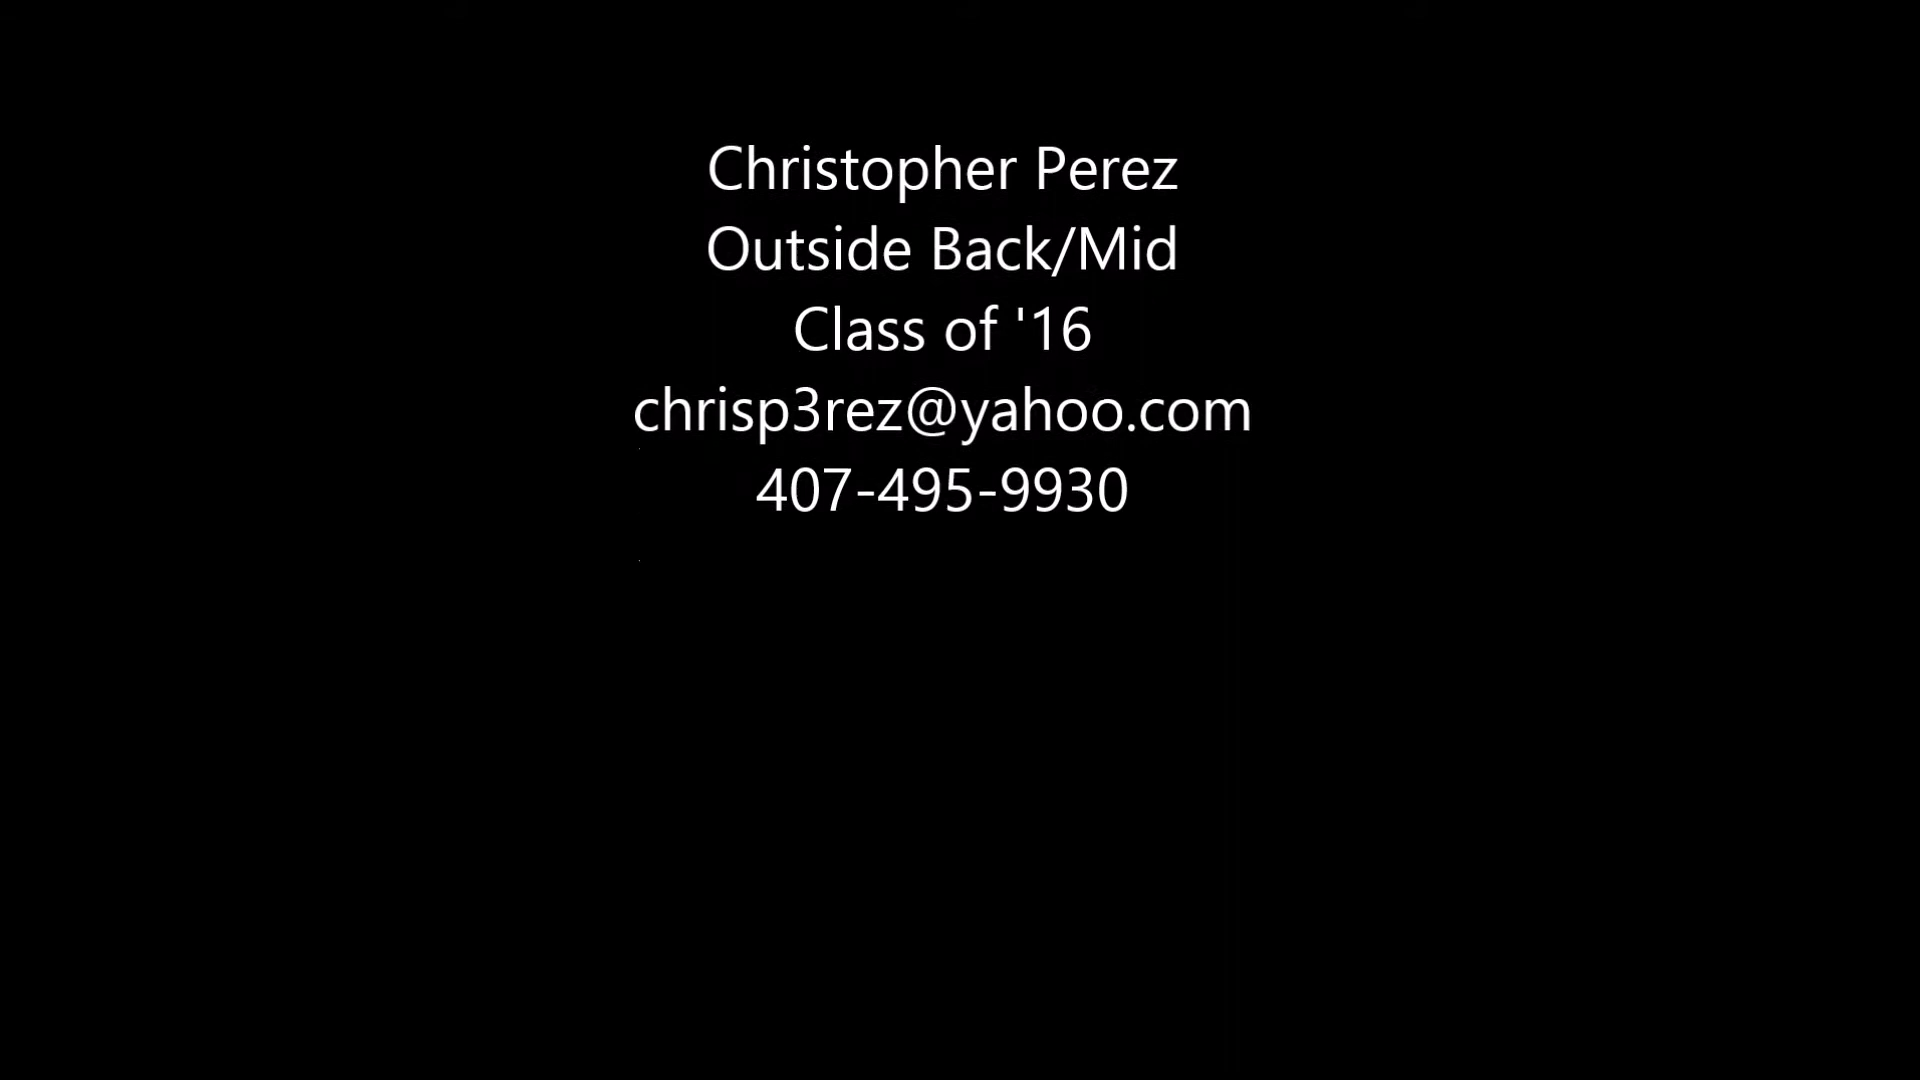 Christopher Perez
Outside Back/Mid
Class of '16
chrisp3rez@yahoo.com
407-495-9930